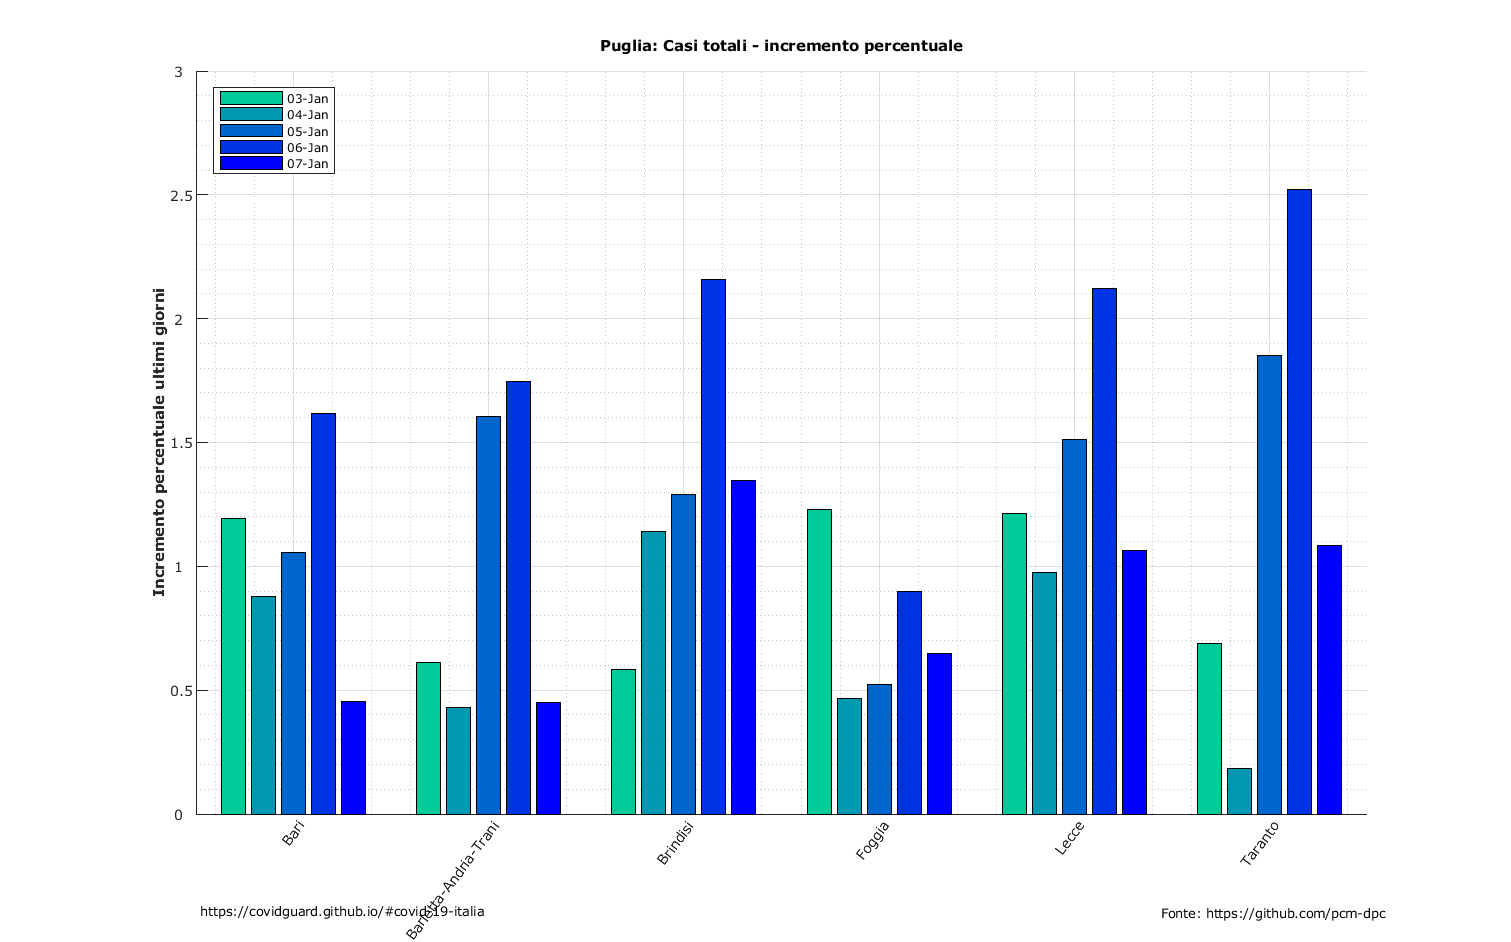 Puglia: Casi totali - incremento percentuale
3
2.5
2
1.5
1
0.5
0
Incremento percentuale ultimi giorni
03-Jan
04-Jan
05-Jan
06-Jan
07-Jan
Bari
Barletta-Andria-Trani
Brindisi
Foggia
Lecce
Taranto
https://covidguard.github.io/#covid-19-italia
Fonte: https://github.com/pcm-dpc